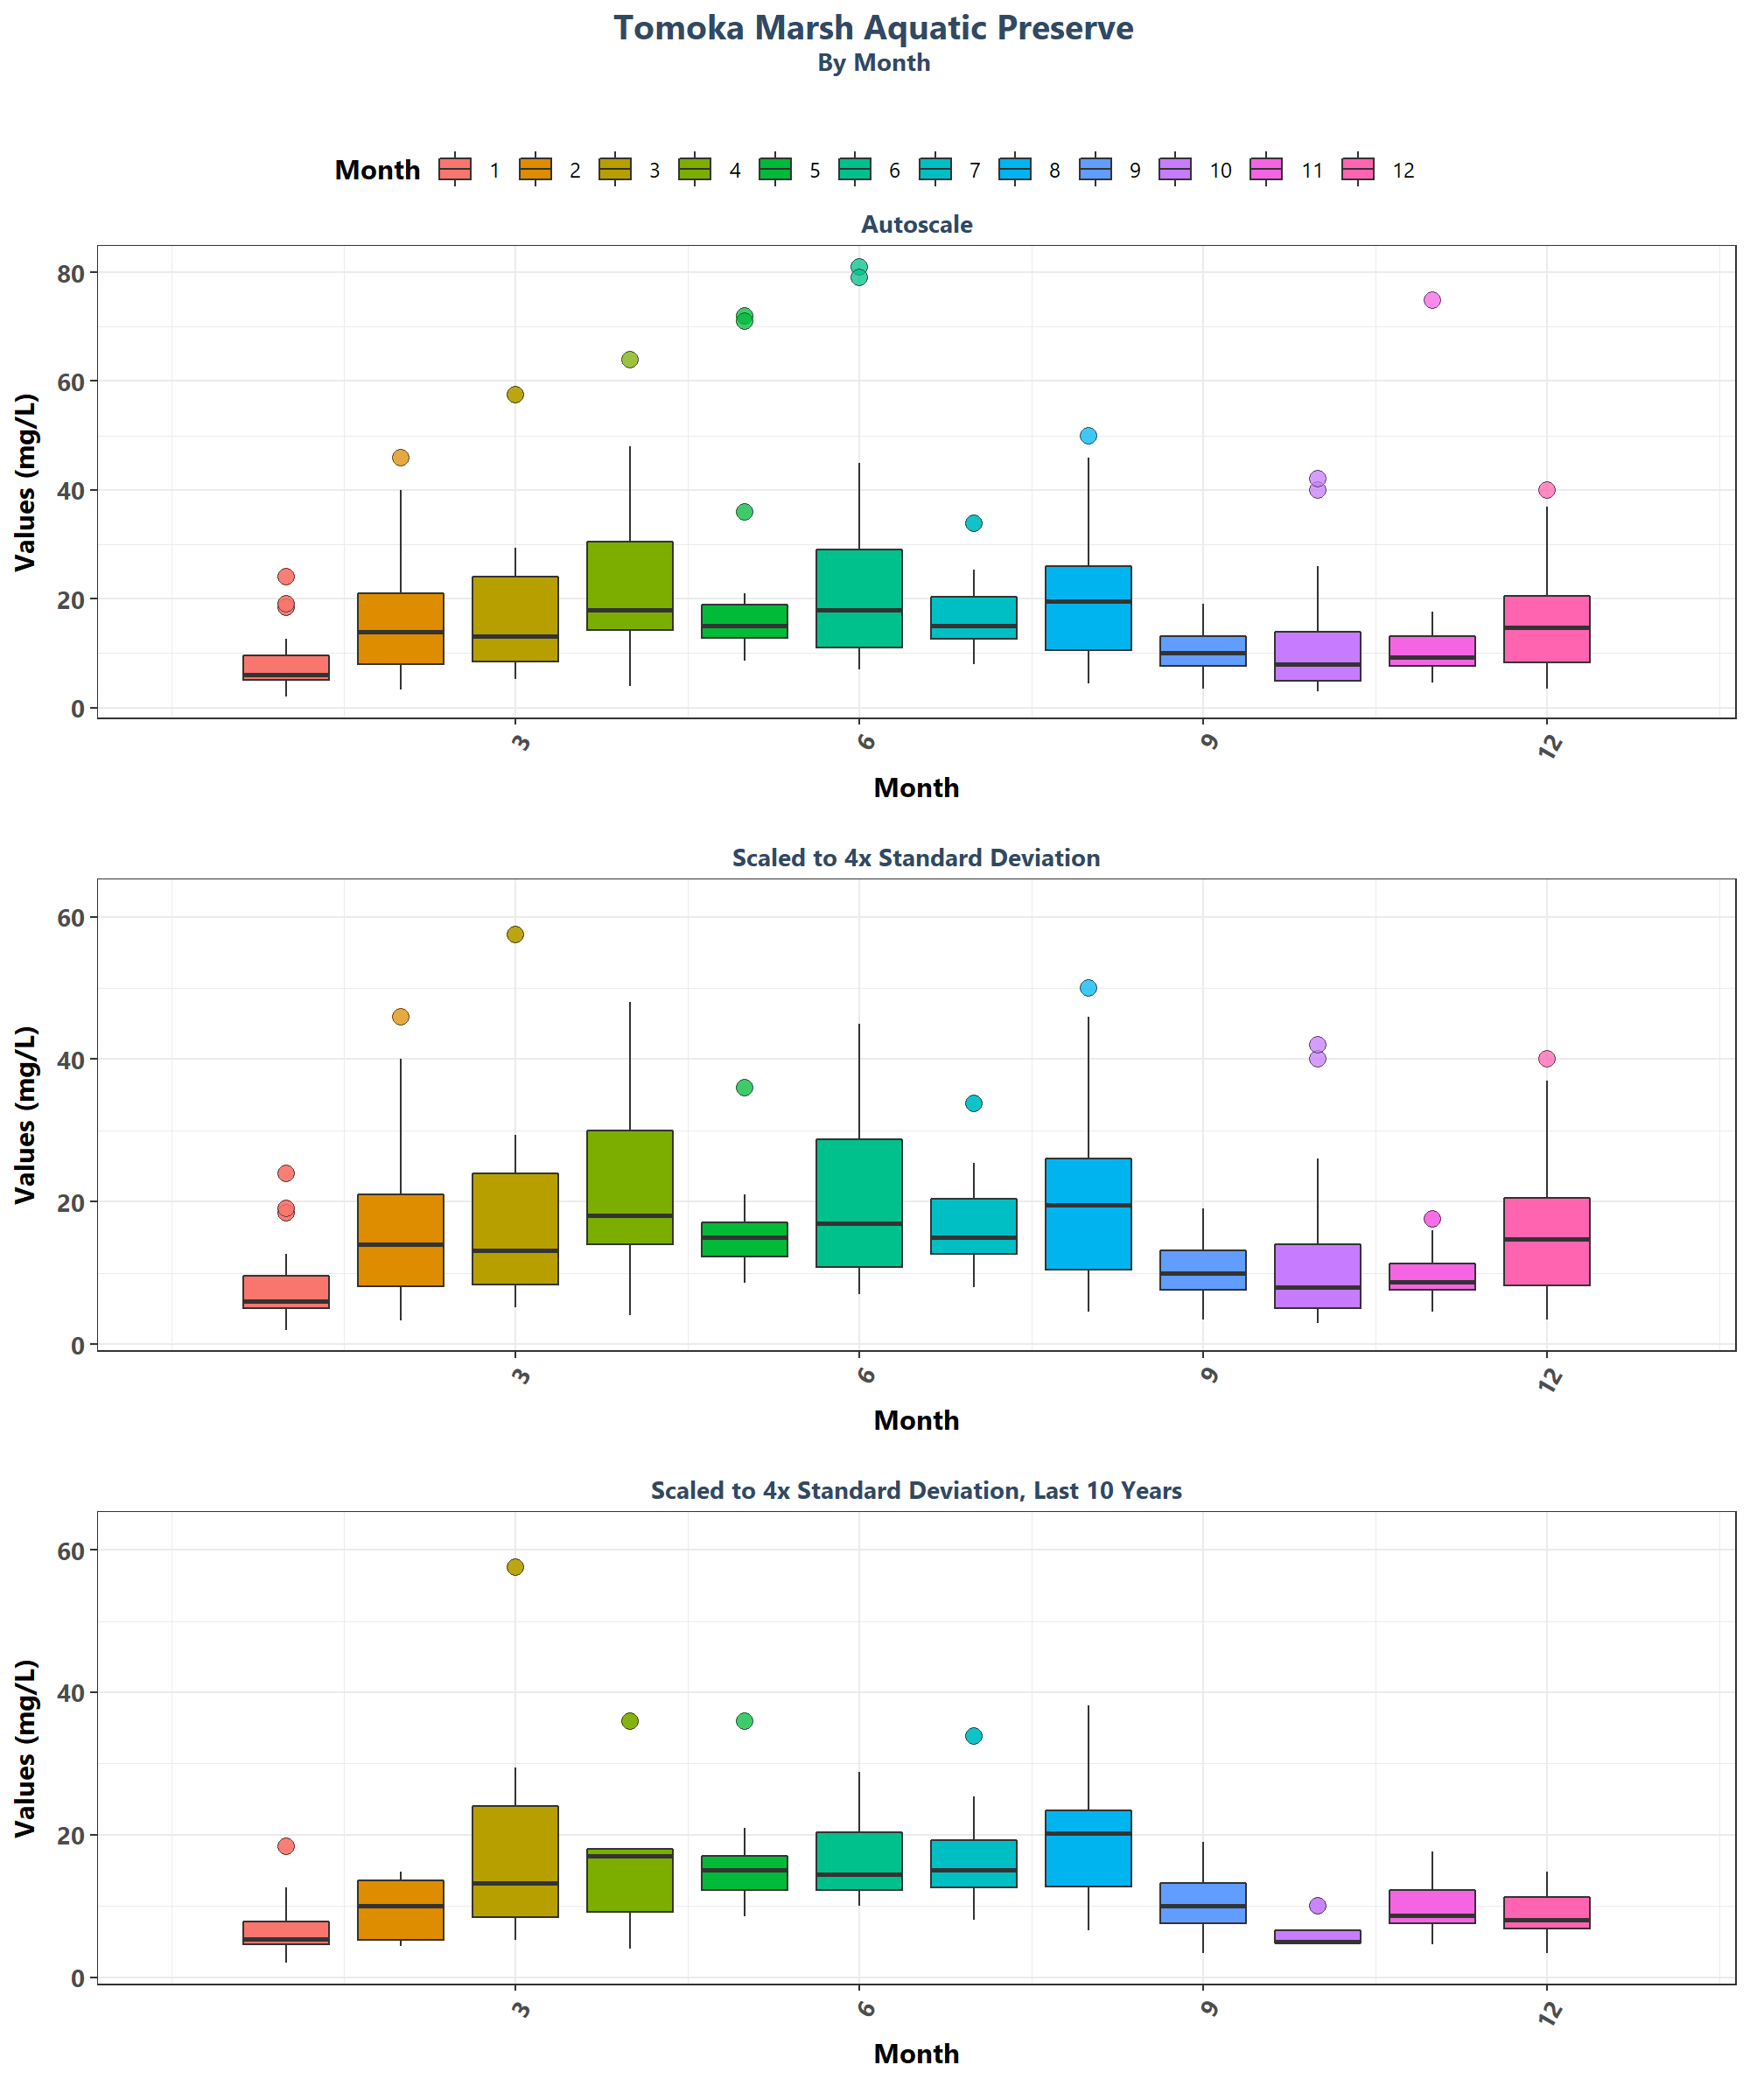 Tomoka Marsh Aquatic Preserve
By Month
Month 1 2 3 4 5 6 7 8 9 10 11 12
Autoscale
Values (mg/L)
80
60
40
20
0
3 6 9 12
Month
Scaled to 4x Standard Deviation
Values (mg/L)
60
40
20
0
3 6 9 12
Month
Scaled to 4x Standard Deviation, Last 10 Years
Values (mg/L)
60
40
20
0
3 6 9 12
Month